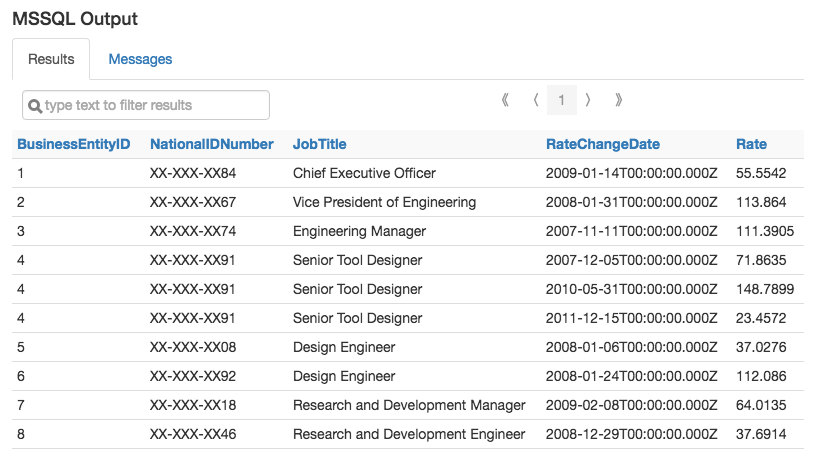 MSSQL Output
Results Messages
type text to filter results
《 〈 1 〉 》
BusinessEntityID NationalIDNumber JobTitle RateChangeDate Rate
1 XX-XXX-XX84 Chief Executive Officer 2009-01-14T00:00:00.000Z 55.5542
2 XX-XXX-XX67 Vice President of Engineering 2008-01-31T00:00:00.000Z 113.864
3 XX-XXX-XX74 Engineering Manager 2007-11-11T00:00:00.000Z 111.3905
4 XX-XXX-XX91 Senior Tool Designer 2007-12-05T00:00:00.000Z 71.8635
4 XX-XXX-XX91 Senior Tool Designer 2010-05-31T00:00:00.000Z 148.7899
4 XX-XXX-XX91 Senior Tool Designer 2011-12-15T00:00:00.000Z 23.4572
5 XX-XXX-XX08 Design Engineer 2008-01-06T00:00:00.000Z 37.0276
6 XX-XXX-XX92 Design Engineer 2008-01-24T00:00:00.000Z 112.086
7 XX-XXX-XX18 Research and Development Manager 2009-02-08T00:00:00.000Z 64.0135
8 XX-XXX-XX46 Research and Development Engineer 2008-12-29T00:00:00.000Z 37.6914